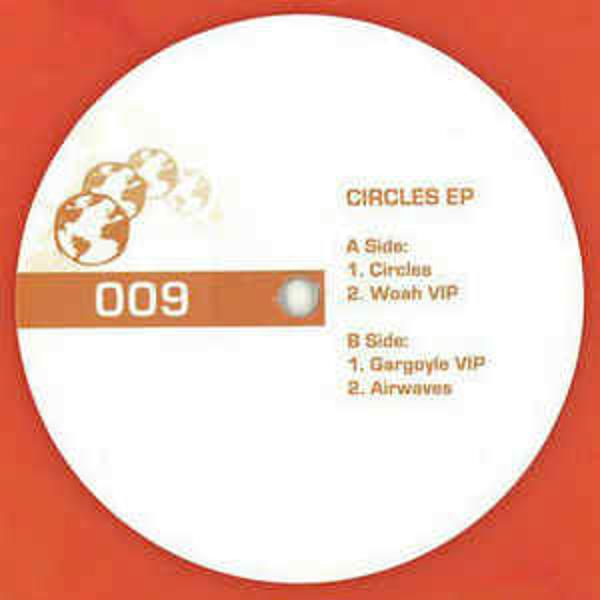 CIRCLES EP
A Side:
1. Circles
2. Woah VIP
009
B Side:
1. Gargoyle VIP
2. Airwaves